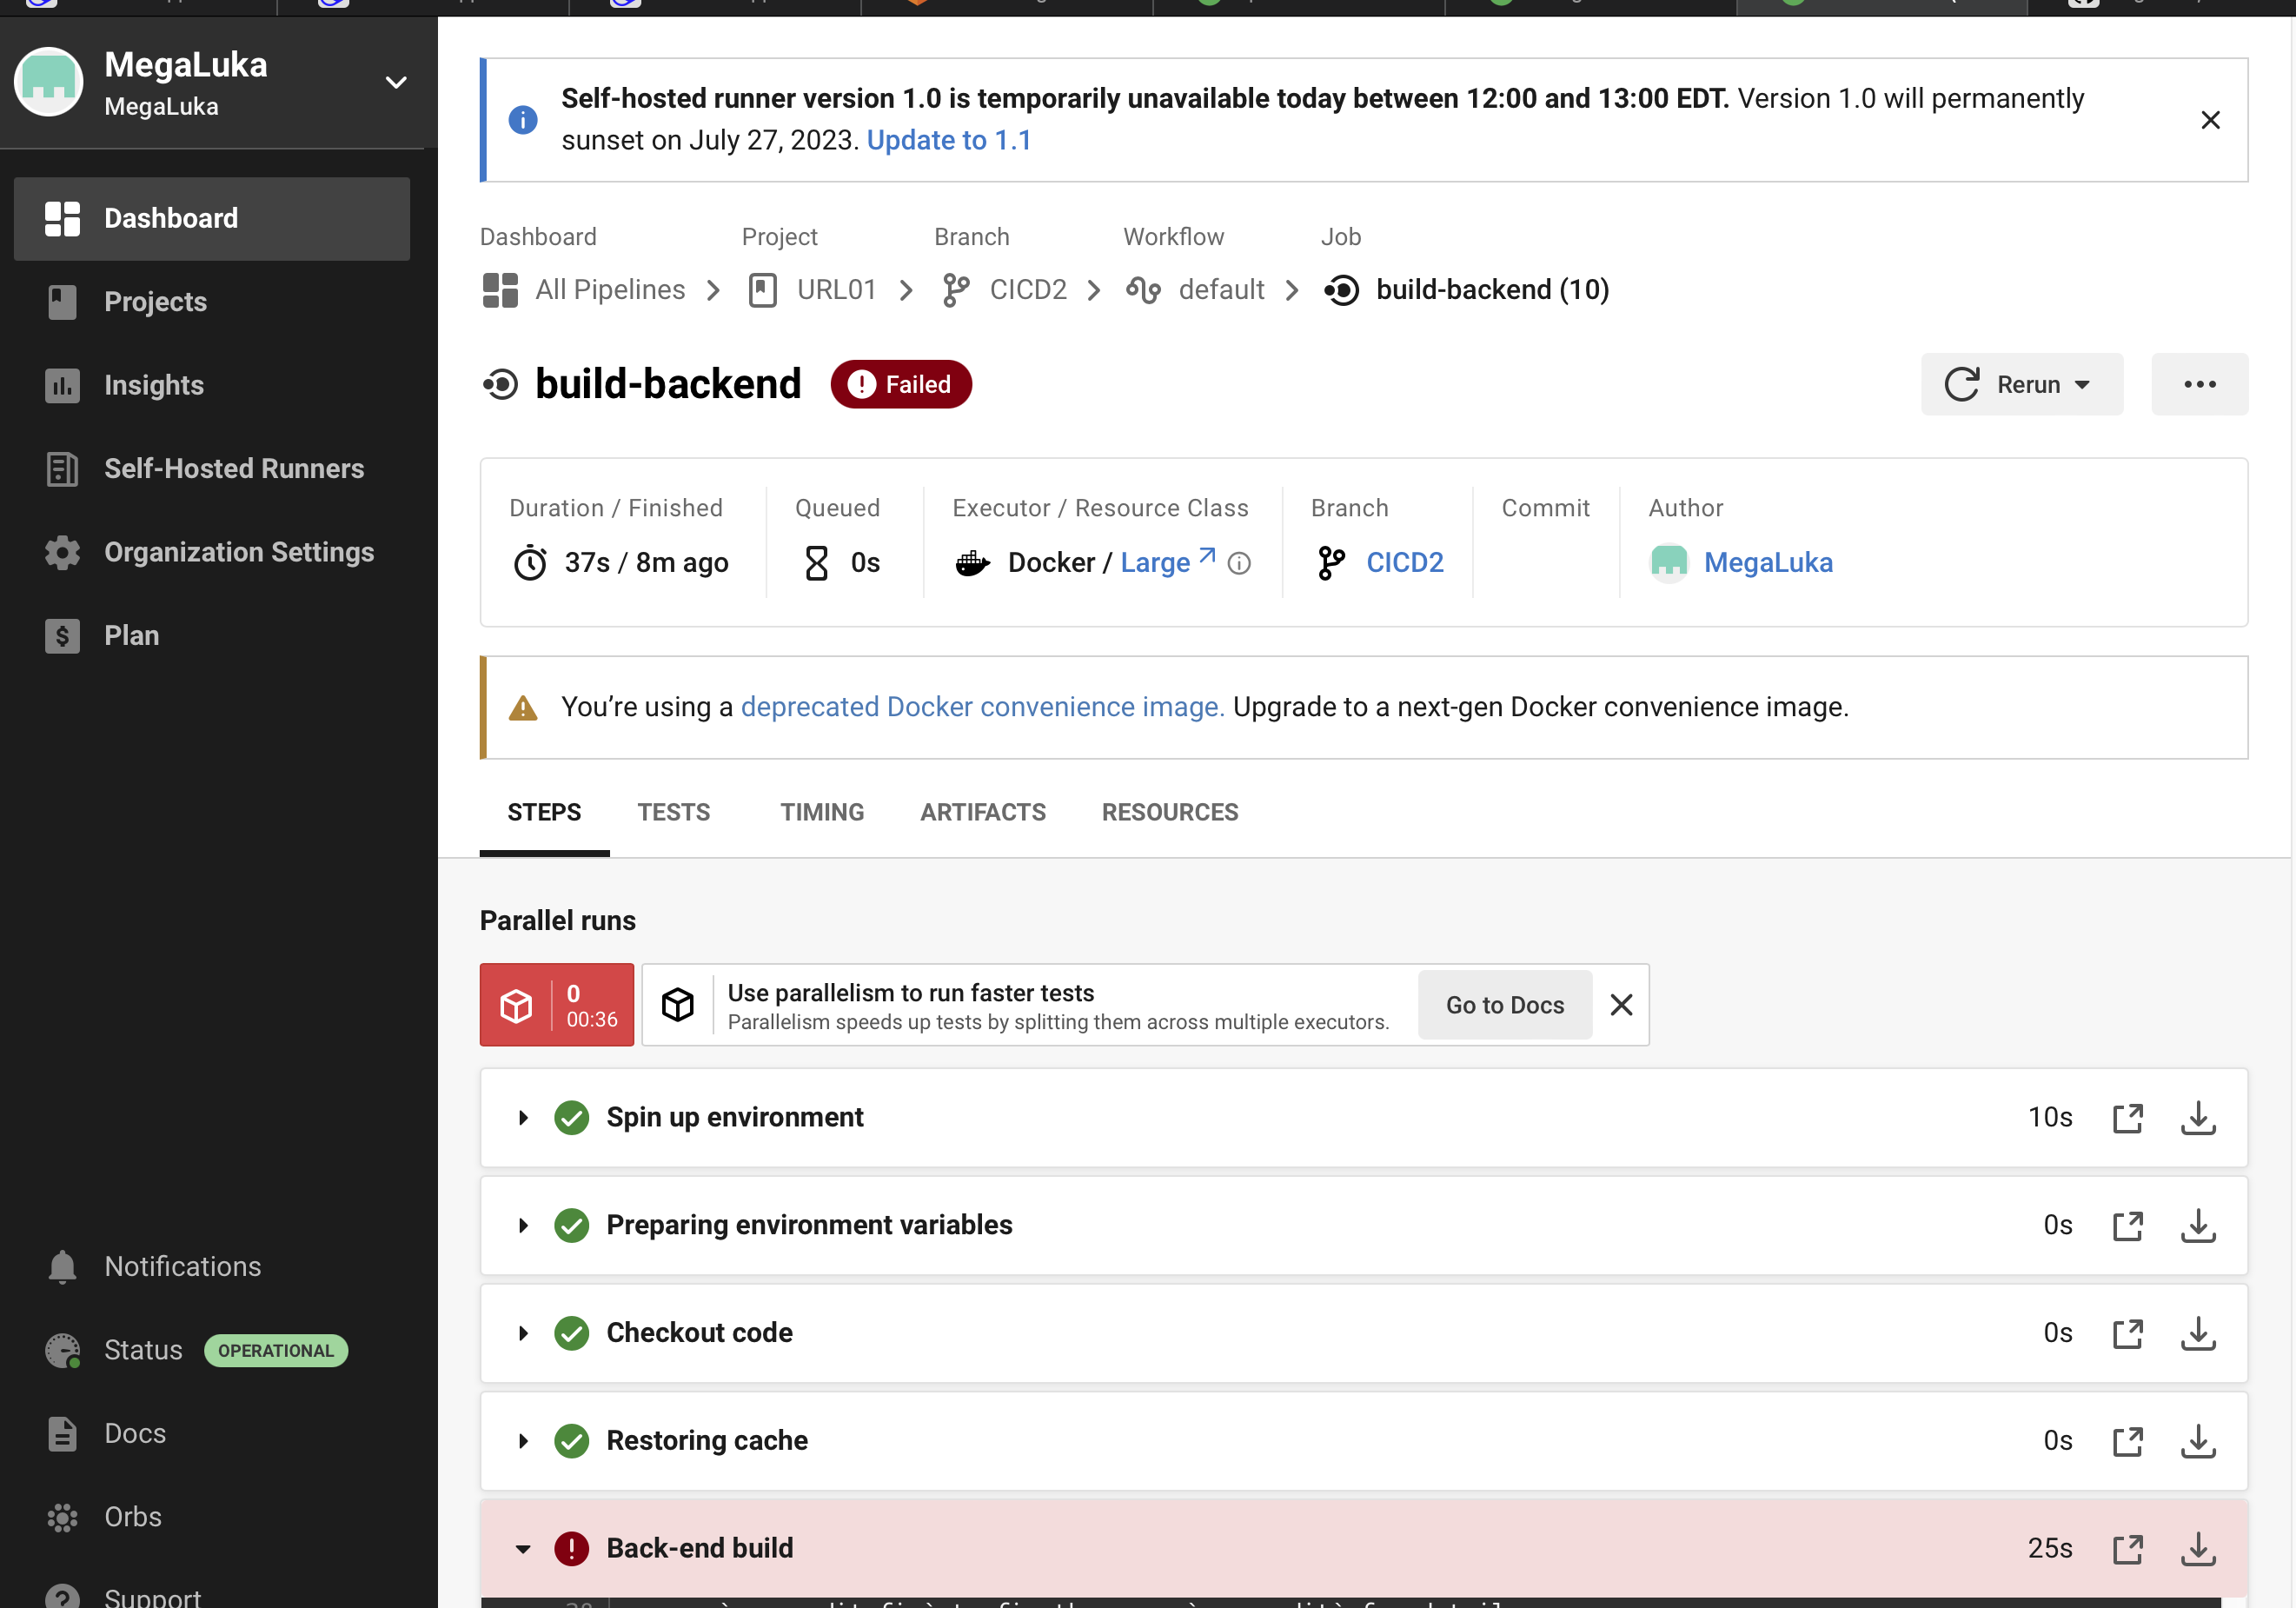 MegaLuka
MegaLuka
Dashboard
Projects
Insights
Self-Hosted Runners
Organization Settings
Plan
Notifications
Status OPERATIONAL
Docs
Orbs
Support
Self-hosted runner version 1.0 is temporarily unavailable today between 12:00 and 13:00 EDT. Version 1.0 will permanently
sunset on July 27, 2023. Update to 1.1
Dashboard Project Branch Workflow Job
All Pipelines URL01 CICD2 default build-backend (10)
build-backend Failed Rerun
Duration / Finished Queued Executor / Resource Class Branch Commit Author
37s / 8m ago 0s Docker / Large CICD2 MegaLuka
You’re using a deprecated Docker convenience image. Upgrade to a next-gen Docker convenience image.
STEPS TESTS TIMING ARTIFACTS RESOURCES
Parallel runs
0
00:36
Use parallelism to run faster tests
Parallelism speeds up tests by splitting them across multiple executors.
Go to Docs
Spin up environment 10s
Preparing environment variables 0s
Checkout code 0s
Restoring cache 0s
Back-end build 25s